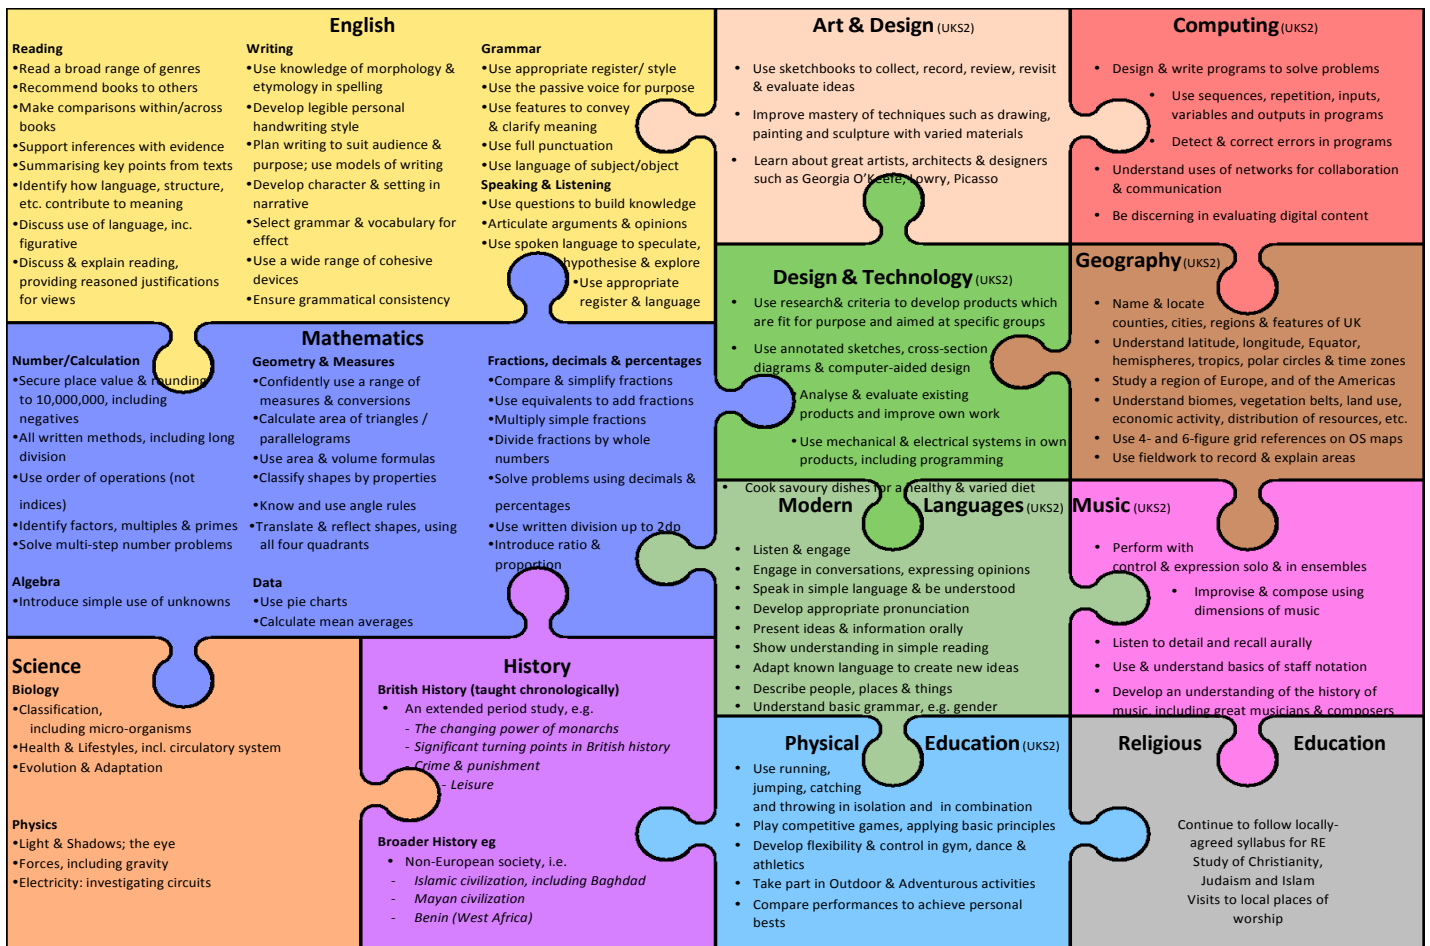 English
Reading
•Read a broad range of genres
•Recommend books to others
•Make comparisons within/across
books
•Support inferences with evidence
•Summarising key points from texts
•Identify how language, structure,
etc. contribute to meaning
•Discuss use of language, inc.
figurative
•Discuss & explain reading,
providing reasoned justifications
for views
Writing
•Use knowledge of morphology &
etymology in spelling
•Develop legible personal
handwriting style
•Plan writing to suit audience &
purpose; use models of writing
•Develop character & setting in
narrative
•Select grammar & vocabulary for
effect
•Use a wide range of cohesive
devices
•Ensure grammatical consistency
Grammar
•Use appropriate register/ style
•Use the passive voice for purpose
•Use features to convey
& clarify meaning
•Use full punctuation
•Use language of subject/object
Speaking & Listening
•Use questions to build knowledge
•Articulate arguments & opinions
•Use spoken language to speculate,
hypothesise & explore
•Use appropriate
register & language
Art & Design (UKS2)
• Use sketchbooks to collect, record, review, revisit
& evaluate ideas
• Improve mastery of techniques such as drawing,
painting and sculpture with varied materials
• Learn about great artists, architects & designers
such as Georgia O'Keefe, Lowry, Picasso
Computing (UKS2)
• Design & write programs to solve problems
• Use sequences, repetition, inputs,
variables and outputs in programs
• Detect & correct errors in programs
• Understand uses of networks for collaboration
& communication
• Be discerning in evaluating digital content
Design & Technology (UKS2)
• Use research& criteria to develop products which
are fit for purpose and aimed at specific groups
• Use annotated sketches, cross-section
diagrams & computer-aided design
•Analyse & evaluate existing
products and improve own work
•Use mechanical & electrical systems in own
products, including programming
• Cook savoury dishes for a healthy & varied diet
Geography (UKS2)
• Name & locate
counties, cities, regions & features of UK
• Understand latitude, longitude, Equator,
hemispheres, tropics, polar circles & time zones
• Study a region of Europe, and of the Americas
• Understand biomes, vegetation belts, land use,
economic activity, distribution of resources, etc.
• Use 4- and 6-figure grid references on OS maps
• Use fieldwork to record & explain areas
Mathematics
Number/Calculation
•Secure place value & rounding
to 10,000,000, including
negatives
•All written methods, including long
division
•Use order of operations (not
indices)
•Identify factors, multiples & primes
•Solve multi-step number problems
Algebra
•Introduce simple use of unknowns
Geometry & Measures
•Confidently use a range of
measures & conversions
•Calculate area of triangles /
parallelograms
•Use area & volume formulas
•Classify shapes by properties
•Know and use angle rules
•Translate & reflect shapes, using
all four quadrants
Data
•Use pie charts
•Calculate mean averages
Fractions, decimals & percentages
•Compare & simplify fractions
•Use equivalents to add fractions
•Multiply simple fractions
•Divide fractions by whole
numbers
•Solve problems using decimals &
percentages
•Use written division up to 2dp
•Introduce ratio &
proportion
Modern Languages (UKS2)
• Listen & engage
• Engage in conversations, expressing opinions
• Speak in simple language & be understood
• Develop appropriate pronunciation
• Present ideas & information orally
• Show understanding in simple reading
• Adapt known language to create new ideas
• Describe people, places & things
• Understand basic grammar, e.g. gender
Music (UKS2)
• Perform with
control & expression solo & in ensembles
• Improvise & compose using
dimensions of music
• Listen to detail and recall aurally
• Use & understand basics of staff notation
• Develop an understanding of the history of
music, including great musicians & composers
Science
Biology
•Classification,
including micro-organisms
•Health & Lifestyles, incl. circulatory system
•Evolution & Adaptation
Physics
•Light & Shadows; the eye
•Forces, including gravity
•Electricity: investigating circuits
History
British History (taught chronologically)
• An extended period study, e.g.
- The changing power of monarchs
- Significant turning points in British history
- Crime & punishment
- Leisure
Broader History eg
• Non-European society, i.e.
- Islamic civilization, including Baghdad
- Mayan civilization
- Benin (West Africa)
Physical Education (UKS2)
• Use running,
jumping, catching
and throwing in isolation and in combination
• Play competitive games, applying basic principles
• Develop flexibility & control in gym, dance &
athletics
• Take part in Outdoor & Adventurous activities
• Compare performances to achieve personal
bests
Religious Education
Continue to follow locally-
agreed syllabus for RE
Study of Christianity,
Judaism and Islam
Visits to local places of
worship